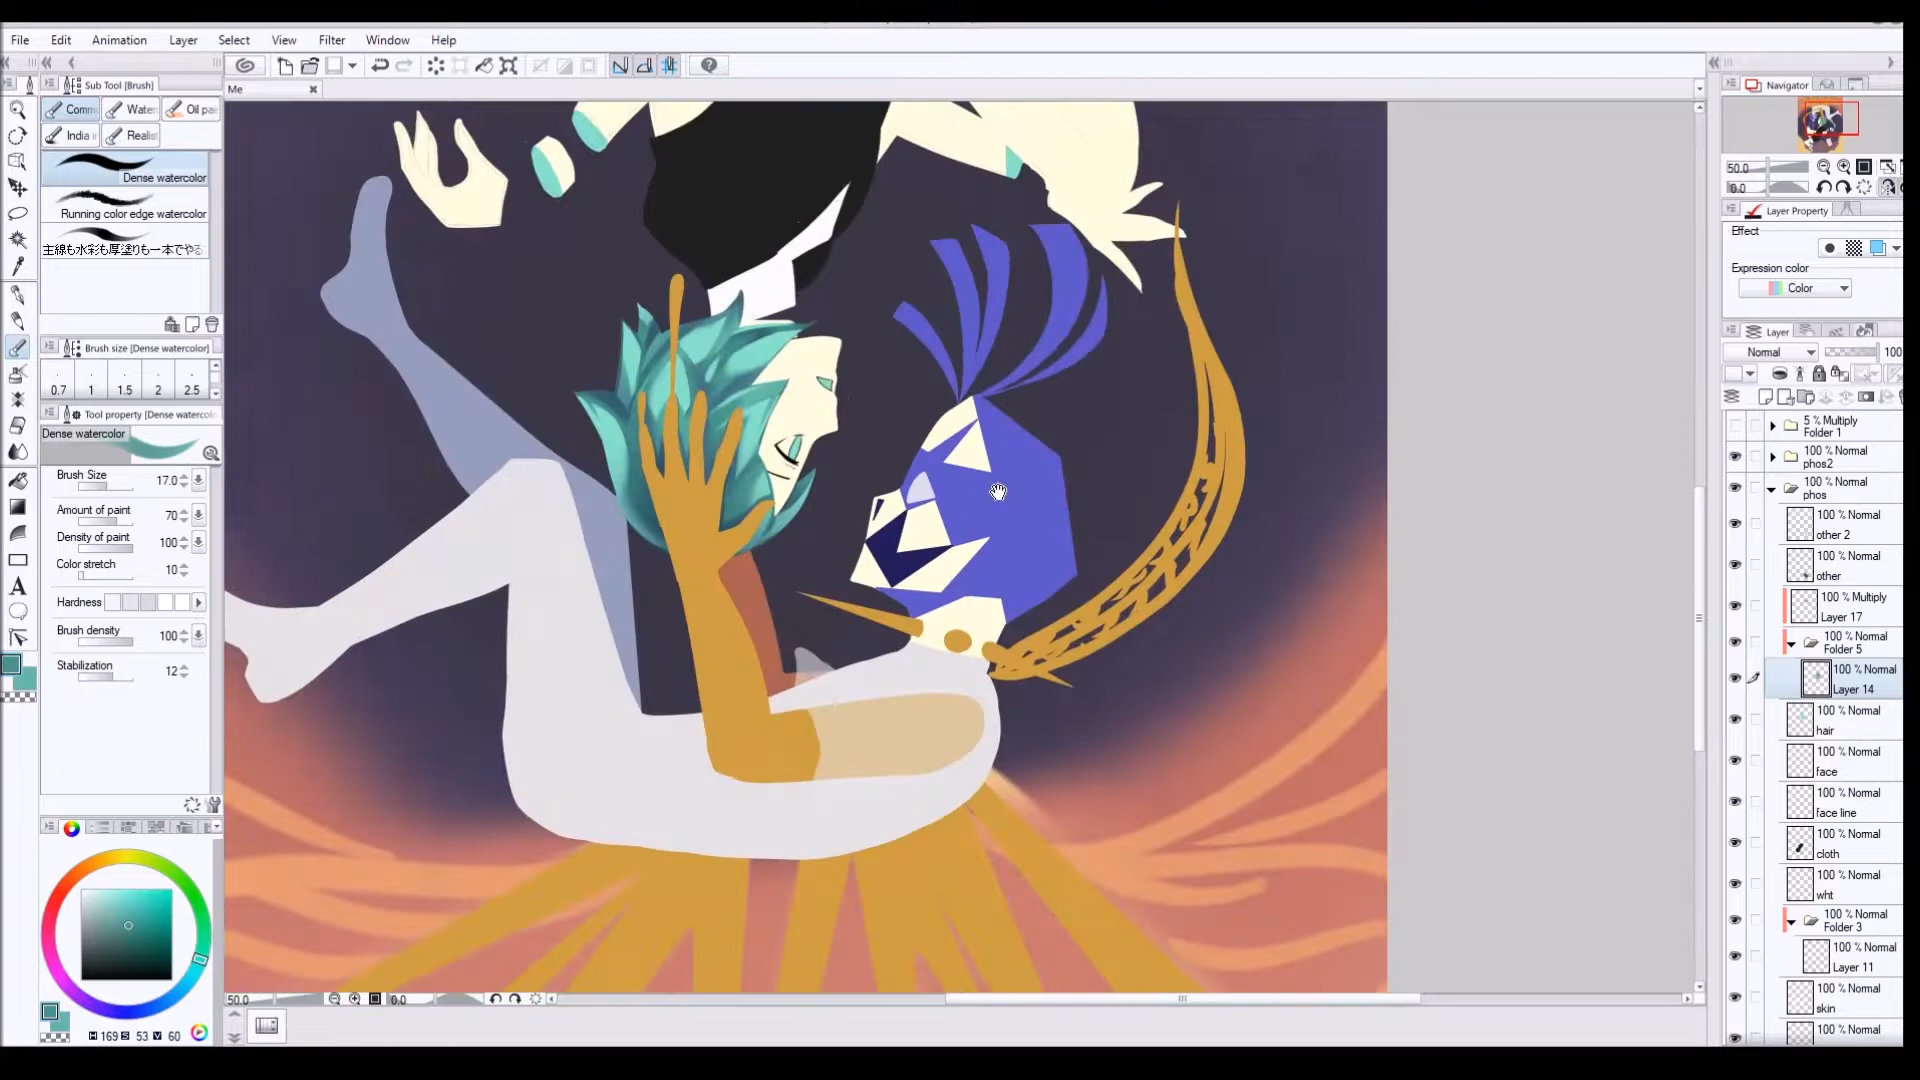 File Edit Animation Layer Select View Filter Window Help
Sub Tool [Brush]
Me
Navigator
Comm Water Oil pa
India i Realis
Dense watercolor
Running color edge watercolor
主線も水彩も厚塗りも一本でやる
50.0
0.0
Layer Property
Effect
Expression color
Color
Layer
Normal 100
Brush size [Dense watercolor]
0.7 1 1.5 2 2.5
Tool property [Dense watercolo
Dense watercolor
Brush Size 17.0
Amount of paint 70
Density of paint 100
Color stretch 10
Hardness
Brush density 100
Stabilization 12
5 % Multiply
Folder 1
100 % Normal
phos2
100 % Normal
phos
100 % Normal
other 2
100 % Normal
other
100 % Multiply
Layer 17
100 % Normal
Folder 5
100 % Normal
Layer 14
100 % Normal
hair
100 % Normal
face
100 % Normal
face line
100 % Normal
cloth
100 % Normal
wht
100 % Normal
Folder 3
100 % Normal
Layer 11
100 % Normal
skin
100 % Normal
50.0 0.0
H 169 S 53 V 60